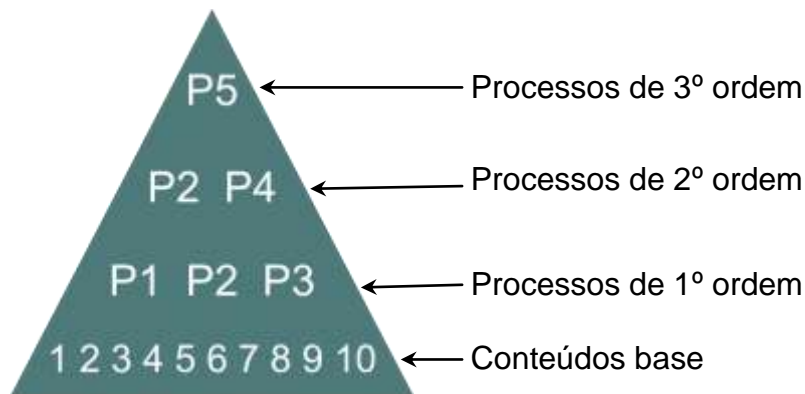 P5
Processos de 3º ordem
P2 P4
Processos de 2º ordem
P1 P2 P3
Processos de 1º ordem
1 2 3 4 5 6 7 8 9 10
Conteúdos base